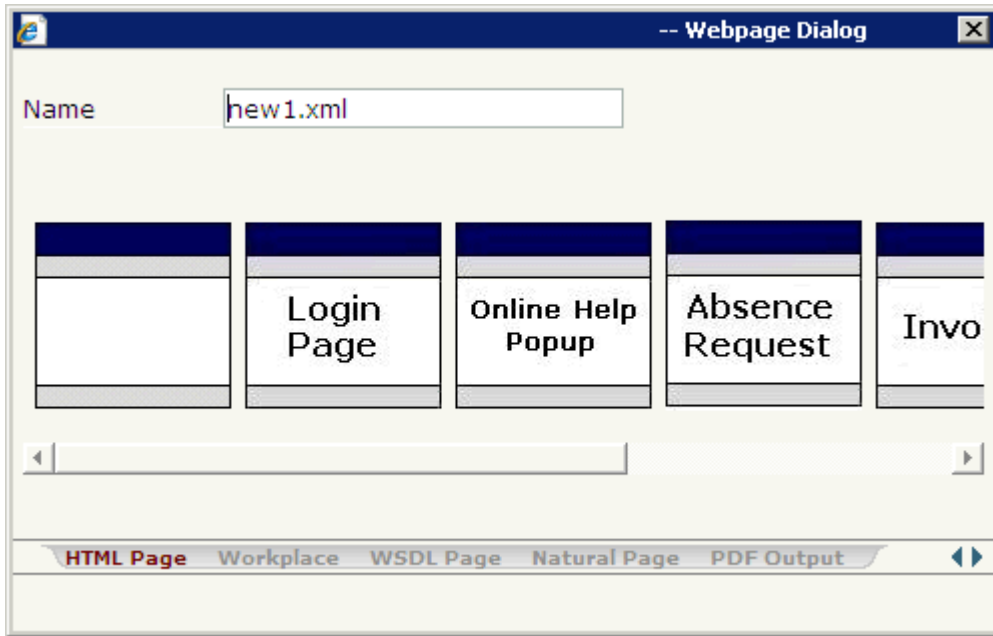 -- Webpage Dialog
Name new1.xml
Login Page
Online Help Popup
Absence Request
Invo
HTML Page Workplace WSDL Page Natural Page PDF Output